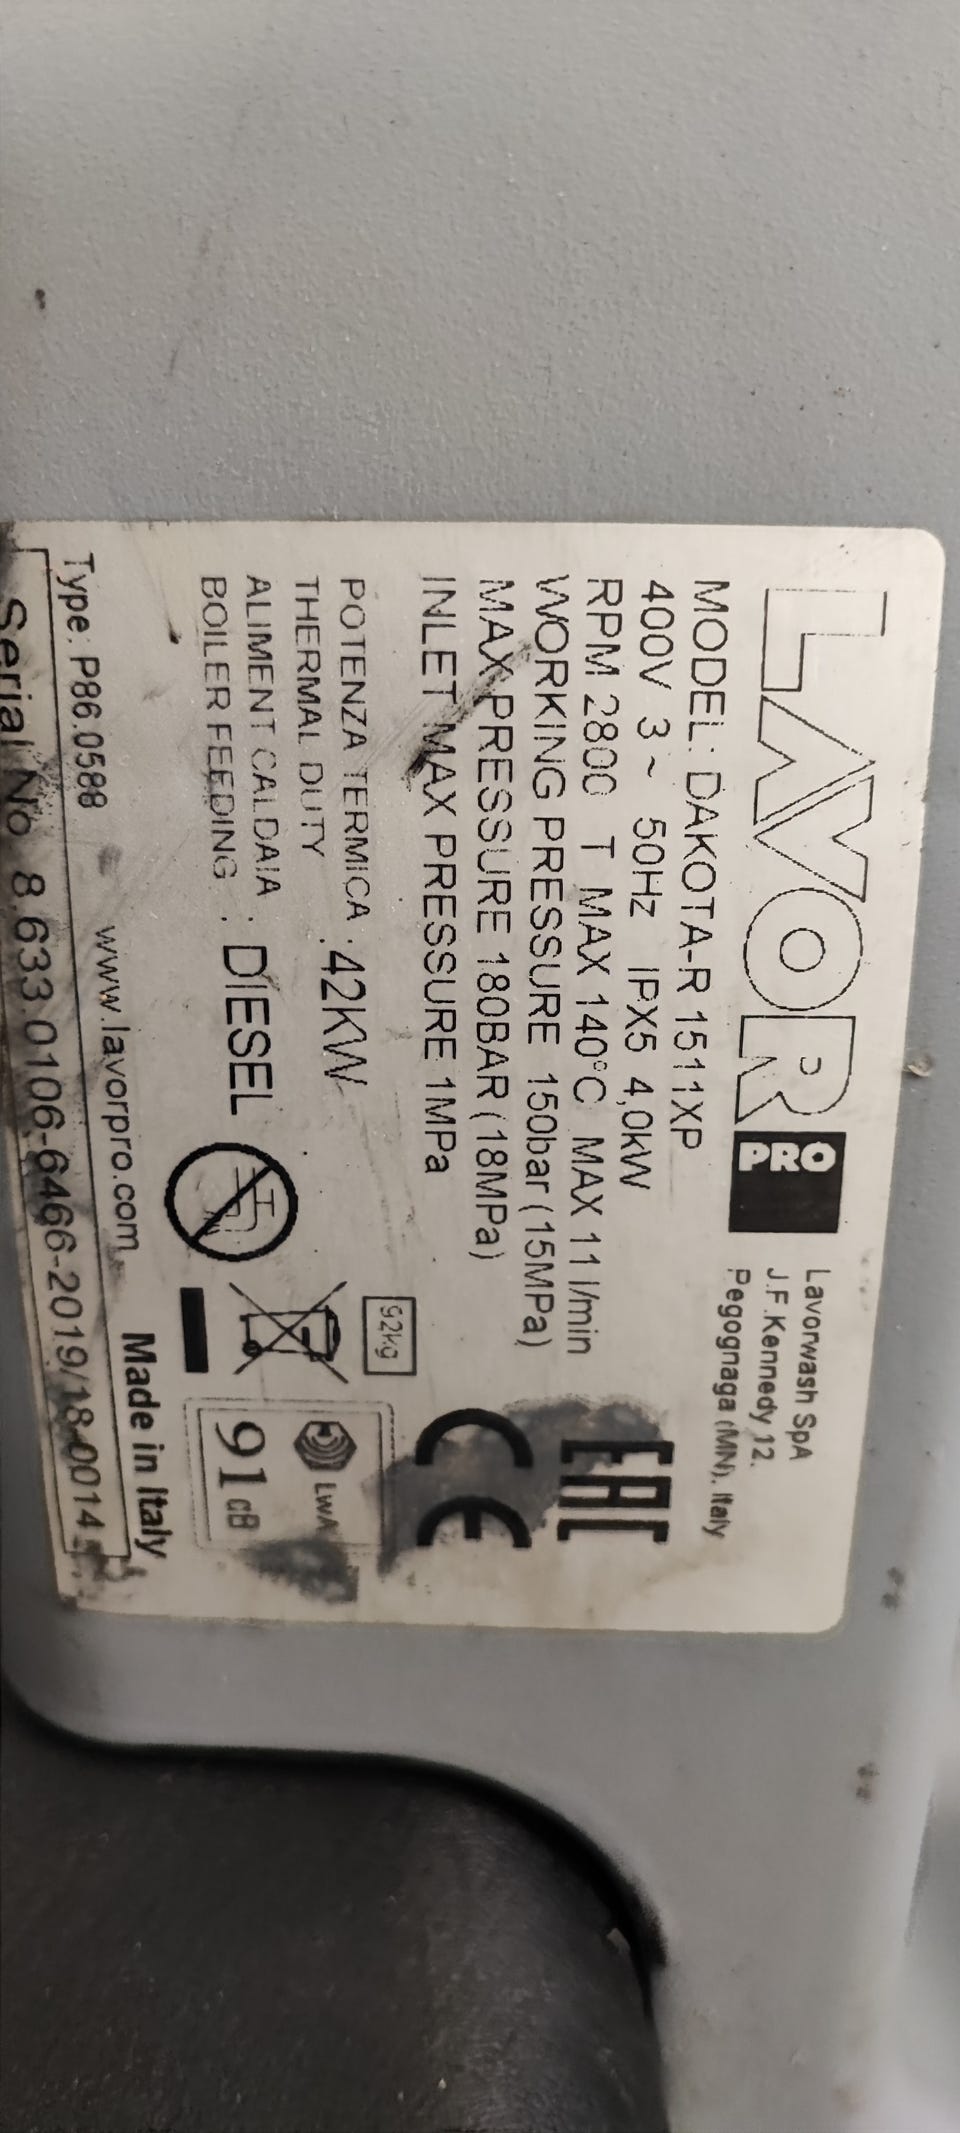 LAVOR PRO
Lavorwash SpA
J.F.Kennedy 12.
Pegognaga (MN). Italy
MODEL: DAKOTA-R 1511XP
400V 3 ~ 50Hz IPX5 4,0kW
RPM 2800 T MAX 140°C MAX 11 l/min
WORKING PRESSURE 150bar (15MPa)
MAX PRESSURE 180BAR (18MPa)
INLET MAX PRESSURE 1MPa
EAC
CE
POTENZA TERMICA : 42KW
THERMAL DUTY
ALIMENT CALDAIA : DIESEL
BOILER FEEDING :
92kg
LWA
91 dB
Type: P86.0588 www.lavorpro.com Made in Italy
Serial No 8.633.0106-6466-2019/18-0014